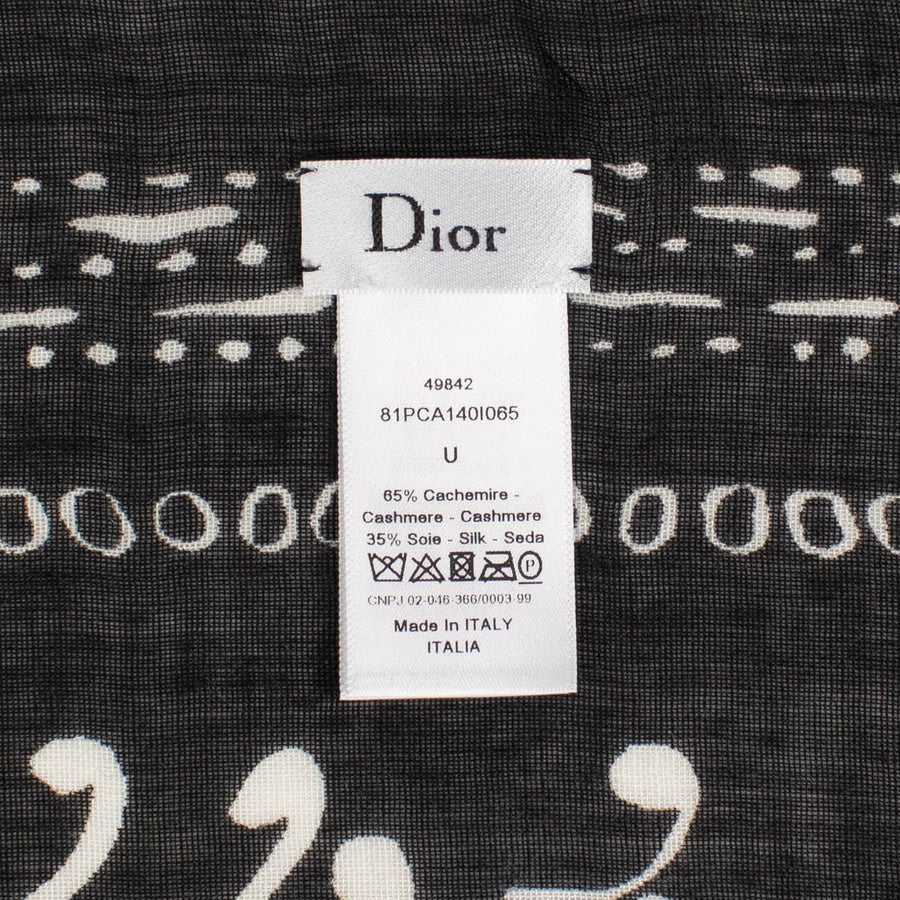 Dior
49842
81PCA140I065
U
65% Cachemire -
Cashmere - Cashmere
35% Soie - Silk - Seda
P
CNPJ 02-046-366/0003-99
Made In ITALY
ITALIA